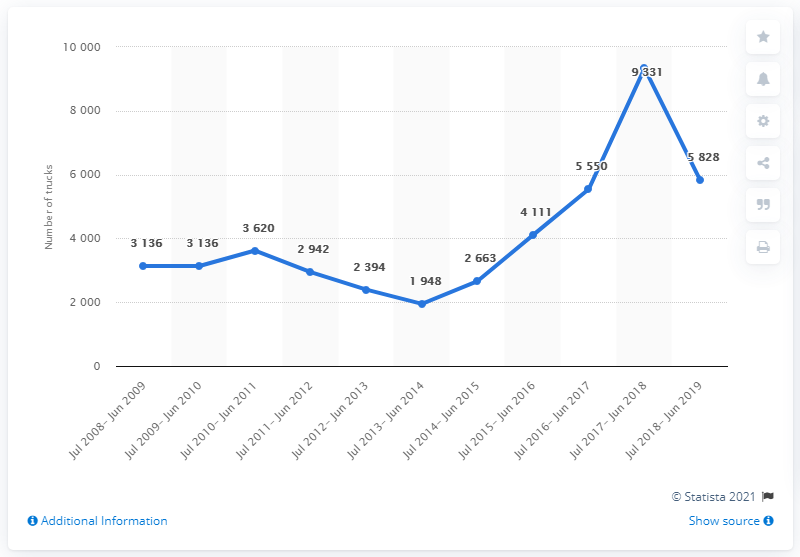 Number of trucks
10 000
8 000
6 000
4 000
2 000
0
3 136
3 136
3 620
2 942
2 394
1 948
2 663
4 111
5 550
9 331
5 828
Jul 2008– Jun 2009
Jul 2009– Jun 2010
Jul 2010– Jun 2011
Jul 2011– Jun 2012
Jul 2012– Jun 2013
Jul 2013– Jun 2014
Jul 2014– Jun 2015
Jul 2015– Jun 2016
Jul 2016– Jun 2017
Jul 2017– Jun 2018
Jul 2018– Jun 2019
© Statista 2021
Additional Information
Show source